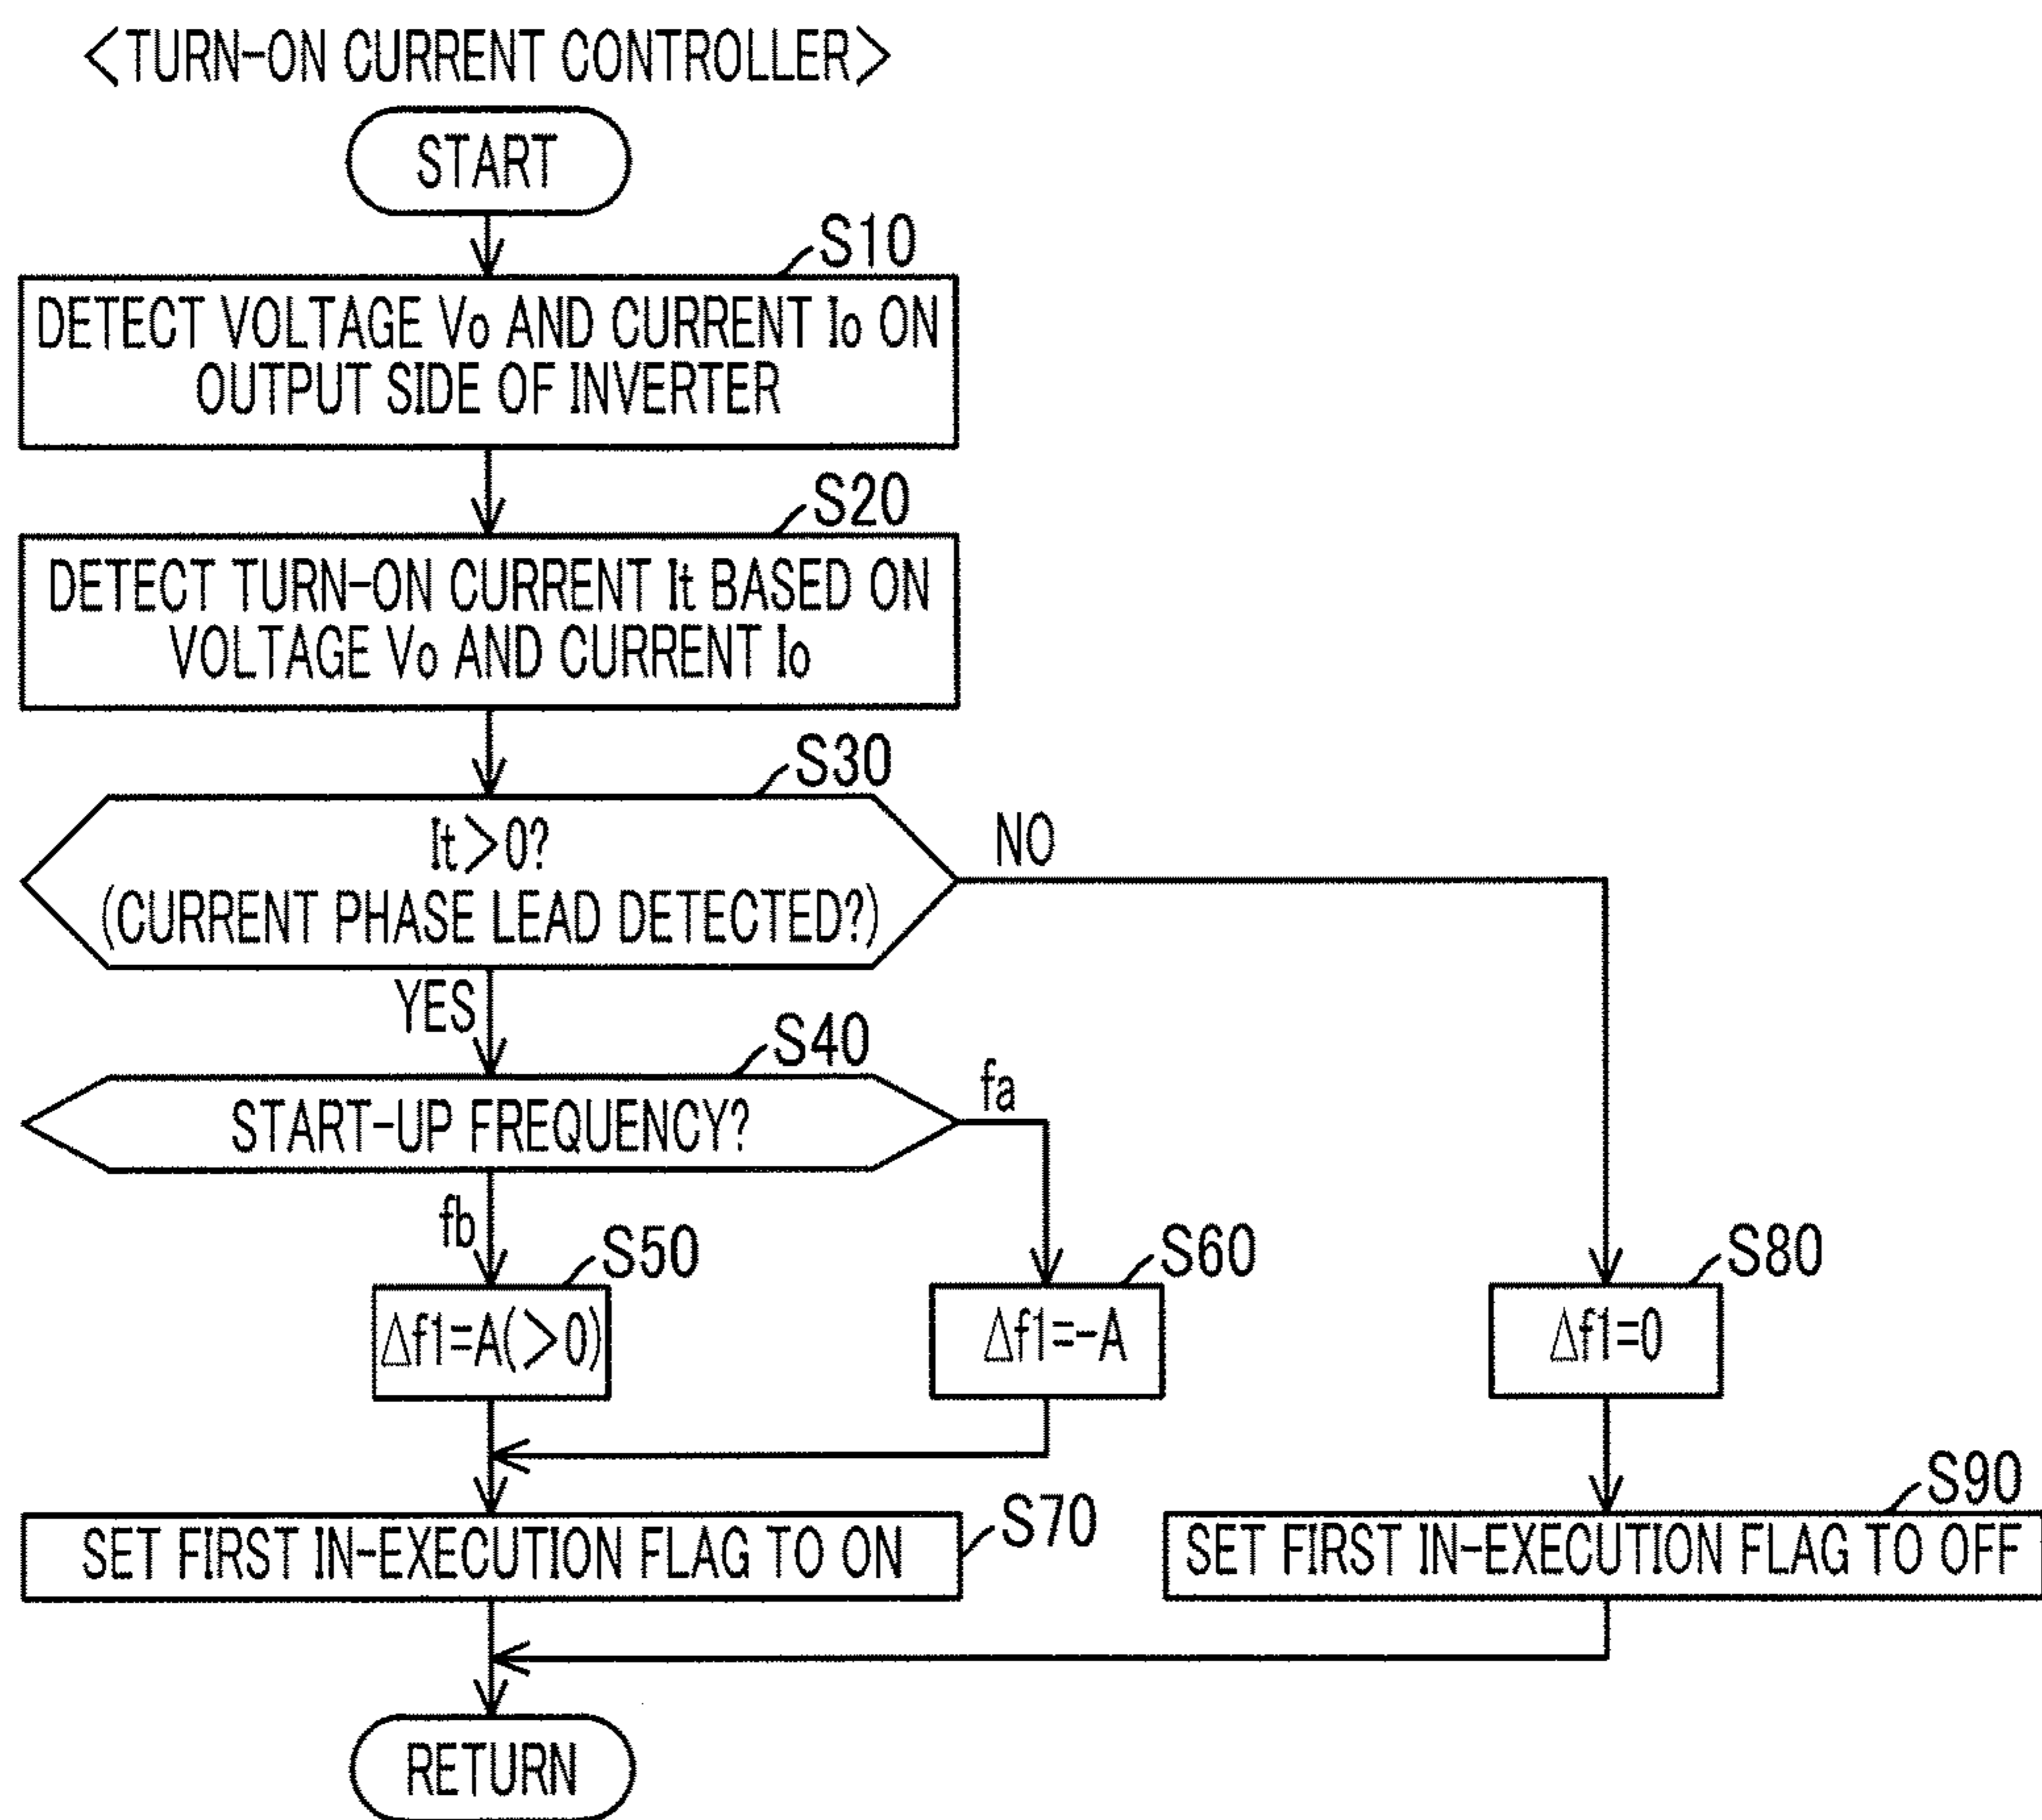 <TURN-ON CURRENT CONTROLLER>
START
S10
DETECT VOLTAGE Vo AND CURRENT Io ON
OUTPUT SIDE OF INVERTER
S20
DETECT TURN-ON CURRENT It BASED ON
VOLTAGE Vo AND CURRENT Io
S30
It>0?
(CURRENT PHASE LEAD DETECTED?)
NO
YES
S40
START-UP FREQUENCY?
fa
fb
S50
Δf1=A(>0)
S60
Δf1=-A
S80
Δf1=0
SET FIRST IN-EXECUTION FLAG TO ON
S70
S90
SET FIRST IN-EXECUTION FLAG TO OFF
RETURN